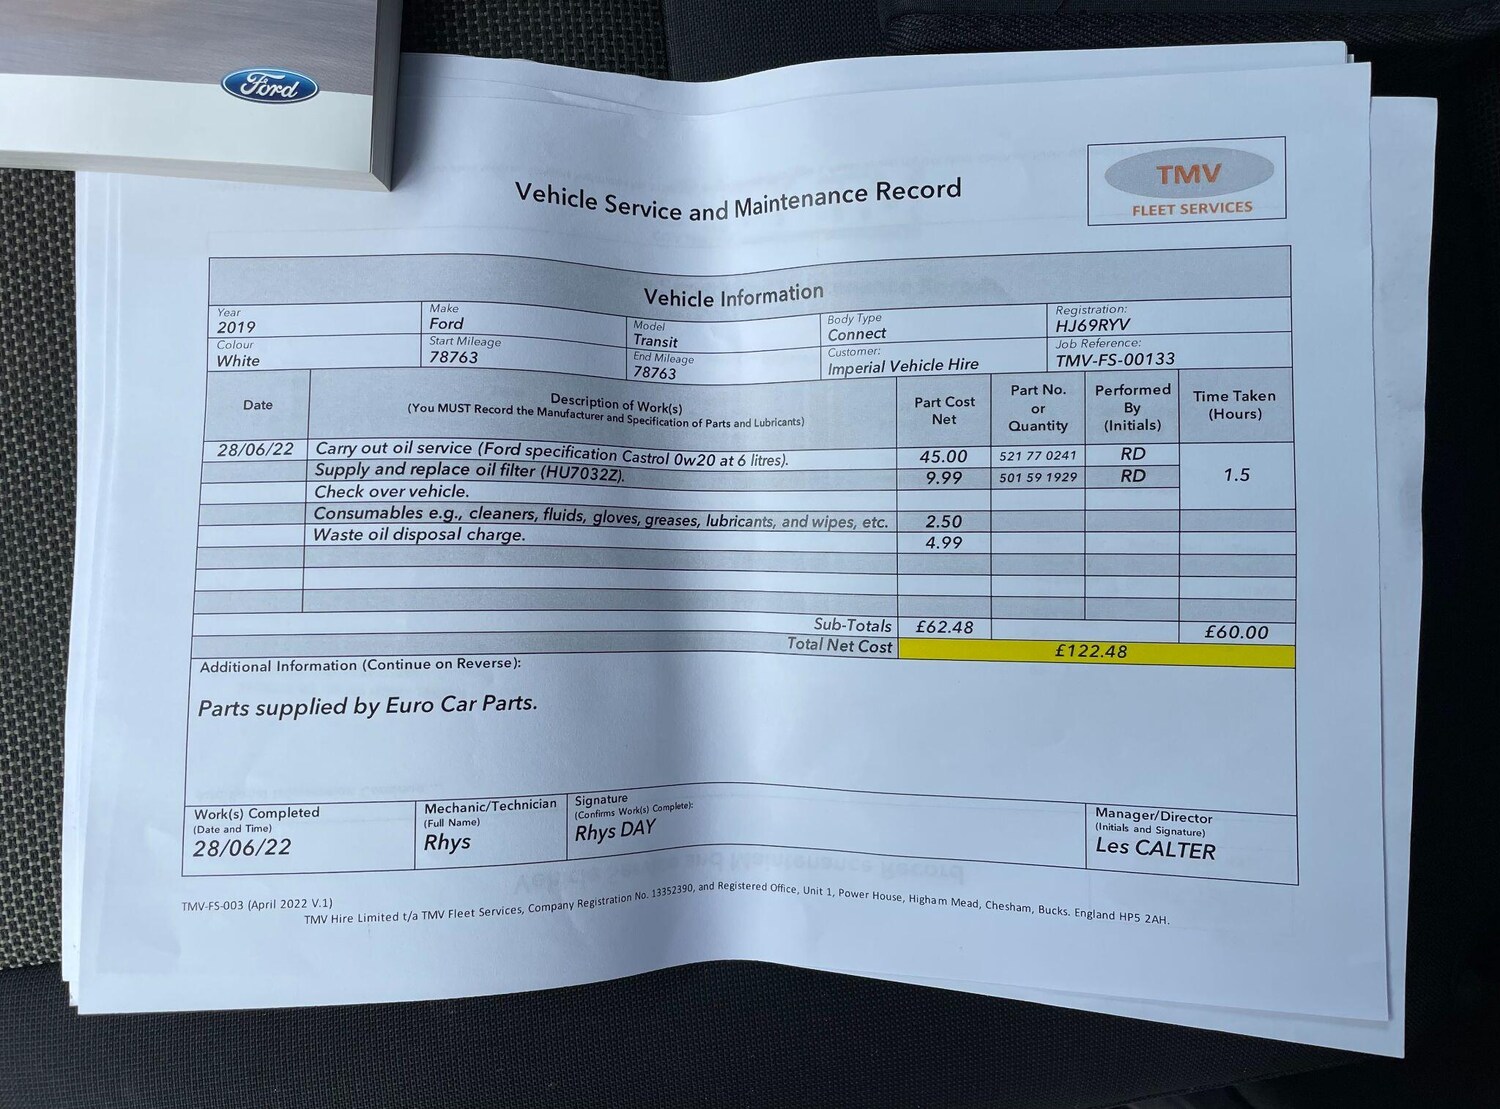 Ford
Vehicle Service and Maintenance Record
TMV
FLEET SERVICES
Vehicle Information
Year
2019
Make
Ford
Model
Transit
Body Type
Connect
Registration:
HJ69RYV
Colour
White
Start Mileage
78763
End Mileage
78763
Customer:
Imperial Vehicle Hire
Job Reference:
TMV-FS-00133
Date
Description of Work(s)
(You MUST Record the Manufacturer and Specification of Parts and Lubricants)
Part Cost
Net
Part No.
or
Quantity
Performed
By
(Initials)
Time Taken
(Hours)
28/06/22 Carry out oil service (Ford specification Castrol 0w20 at 6 litres). 45.00 521 77 0241 RD
Supply and replace oil filter (HU7032Z). 9.99 501 59 1929 RD
1.5
Check over vehicle.
Consumables e.g., cleaners, fluids, gloves, greases, lubricants, and wipes, etc. 2.50
Waste oil disposal charge. 4.99
Sub-Totals £62.48 £60.00
Total Net Cost £122.48
Additional Information (Continue on Reverse):
Parts supplied by Euro Car Parts.
Work(s) Completed
(Date and Time)
28/06/22
Mechanic/Technician
(Full Name)
Rhys
Signature
(Confirms Work(s) Complete):
Rhys DAY
Manager/Director
(Initials and Signature)
Les CALTER
TMV-FS-003 (April 2022 V.1)
TMV Hire Limited t/a TMV Fleet Services, Company Registration No. 13352390, and Registered Office, Unit 1, Power House, Higham Mead, Chesham, Bucks. England HP5 2AH.